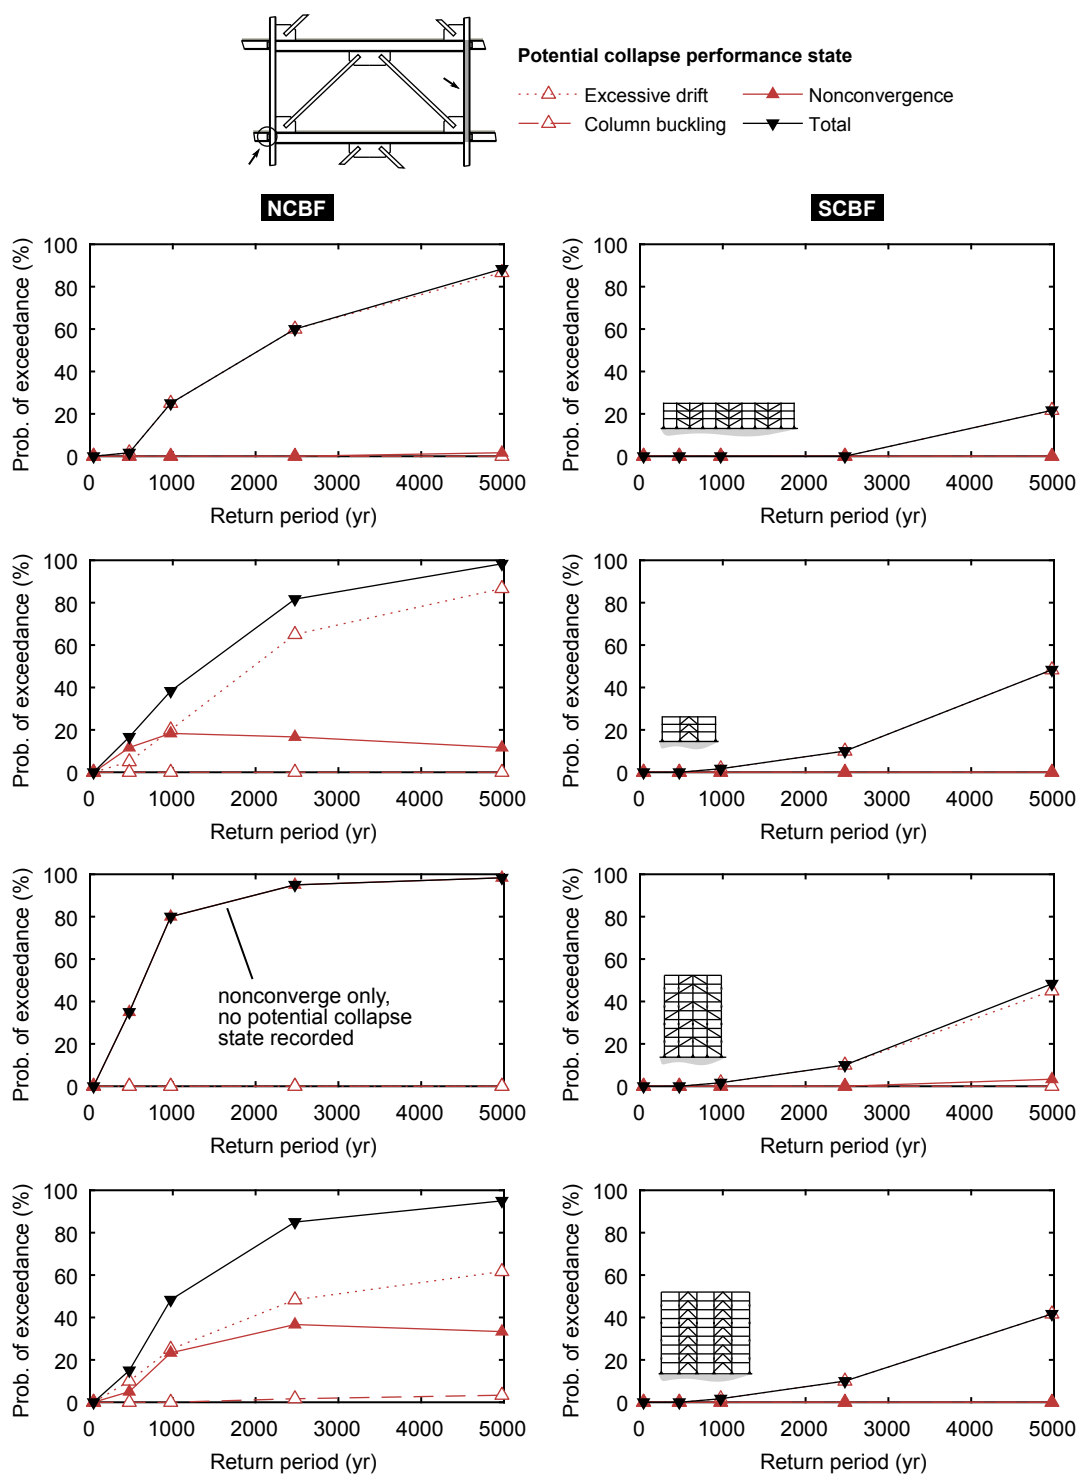 Potential collapse performance state
Excessive drift
Nonconvergence
Column buckling
Total
NCBF
SCBF
Prob. of exceedance (%)
100
80
60
40
20
0
0 1000 2000 3000 4000 5000
Return period (yr)
Prob. of exceedance (%)
100
80
60
40
20
0
0 1000 2000 3000 4000 5000
Return period (yr)
Prob. of exceedance (%)
100
80
60
40
20
0
0 1000 2000 3000 4000 5000
Return period (yr)
Prob. of exceedance (%)
100
80
60
40
20
0
0 1000 2000 3000 4000 5000
Return period (yr)
Prob. of exceedance (%)
100
80
60
40
20
0
nonconverge only,
no potential collapse
state recorded
0 1000 2000 3000 4000 5000
Return period (yr)
Prob. of exceedance (%)
100
80
60
40
20
0
0 1000 2000 3000 4000 5000
Return period (yr)
Prob. of exceedance (%)
100
80
60
40
20
0
0 1000 2000 3000 4000 5000
Return period (yr)
Prob. of exceedance (%)
100
80
60
40
20
0
0 1000 2000 3000 4000 5000
Return period (yr)